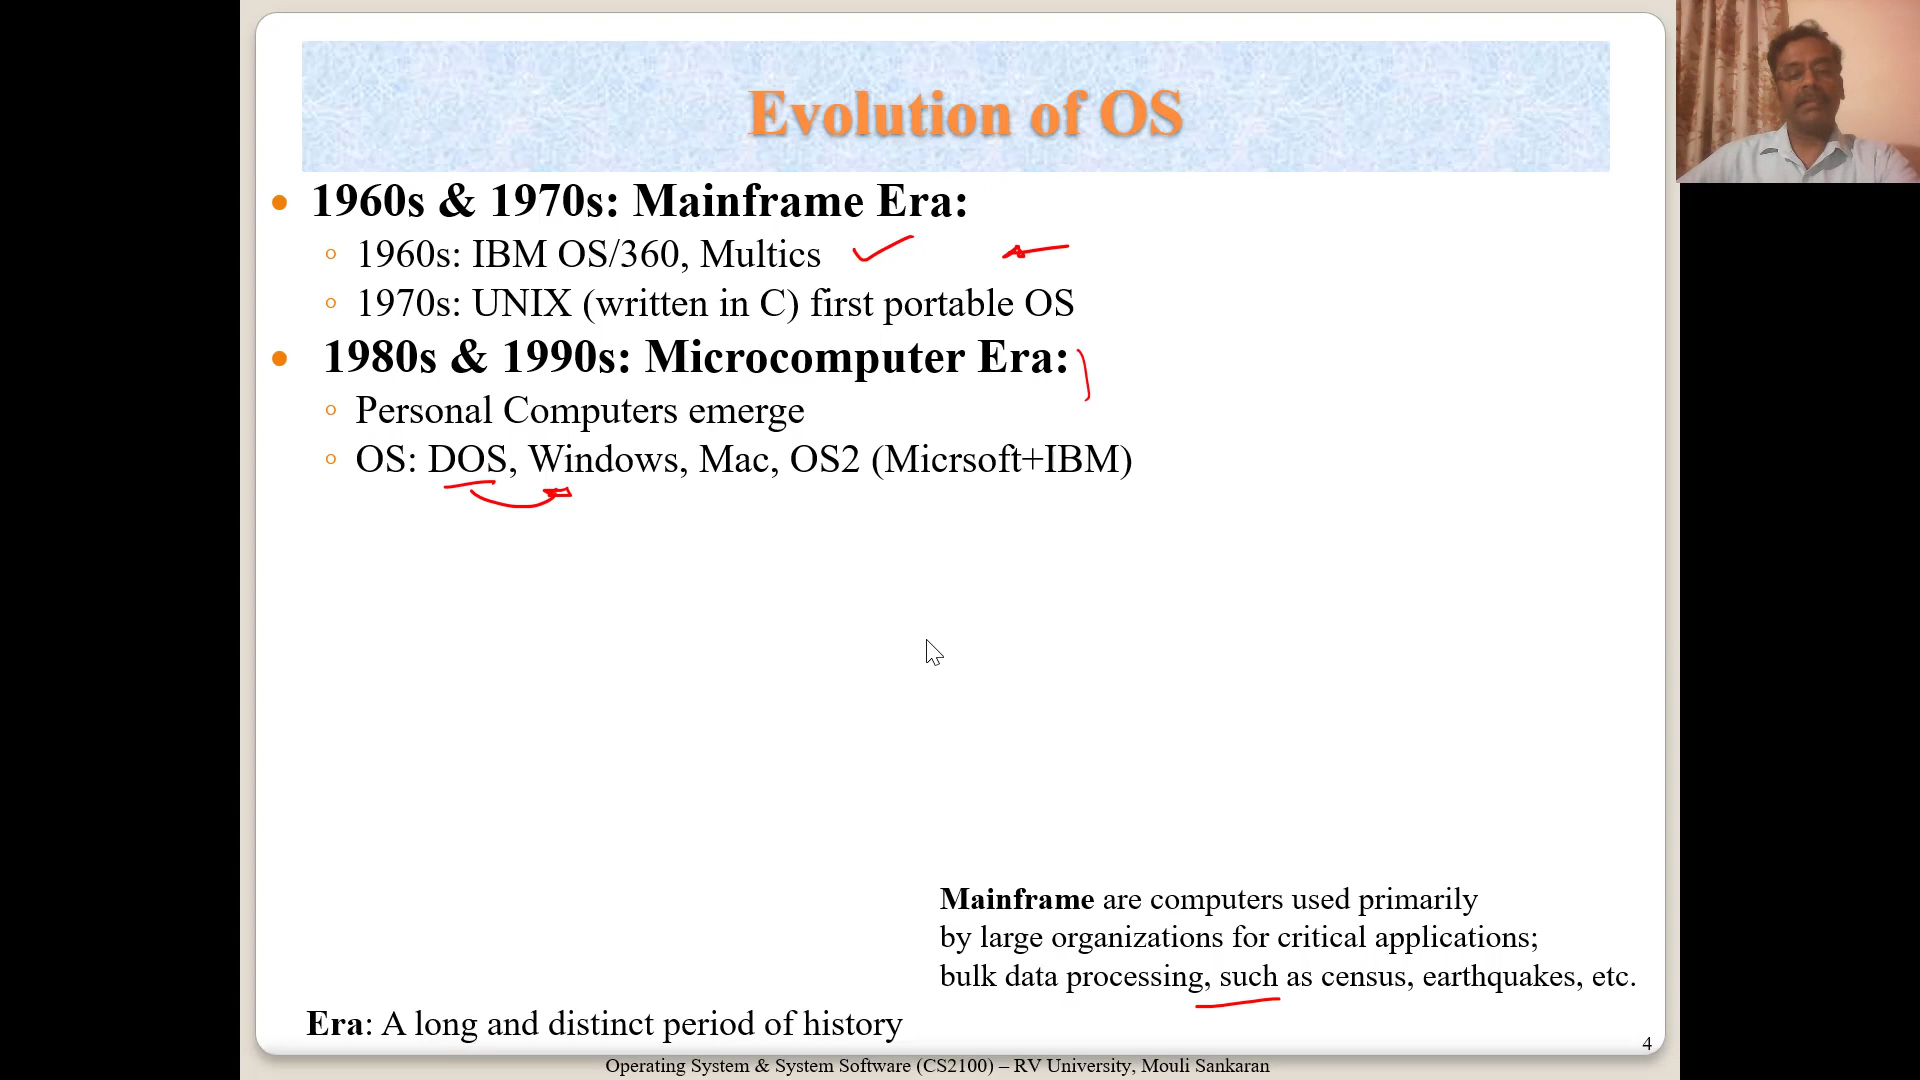 Evolution of OS
1960s & 1970s: Mainframe Era:
1960s: IBM OS/360, Multics
1970s: UNIX (written in C) first portable OS
1980s & 1990s: Microcomputer Era:
Personal Computers emerge
OS: DOS, Windows, Mac, OS2 (Micrsoft+IBM)
Mainframe are computers used primarily
by large organizations for critical applications;
bulk data processing, such as census, earthquakes, etc.
Era: A long and distinct period of history
4
Operating System & System Software (CS2100) – RV University, Mouli Sankaran